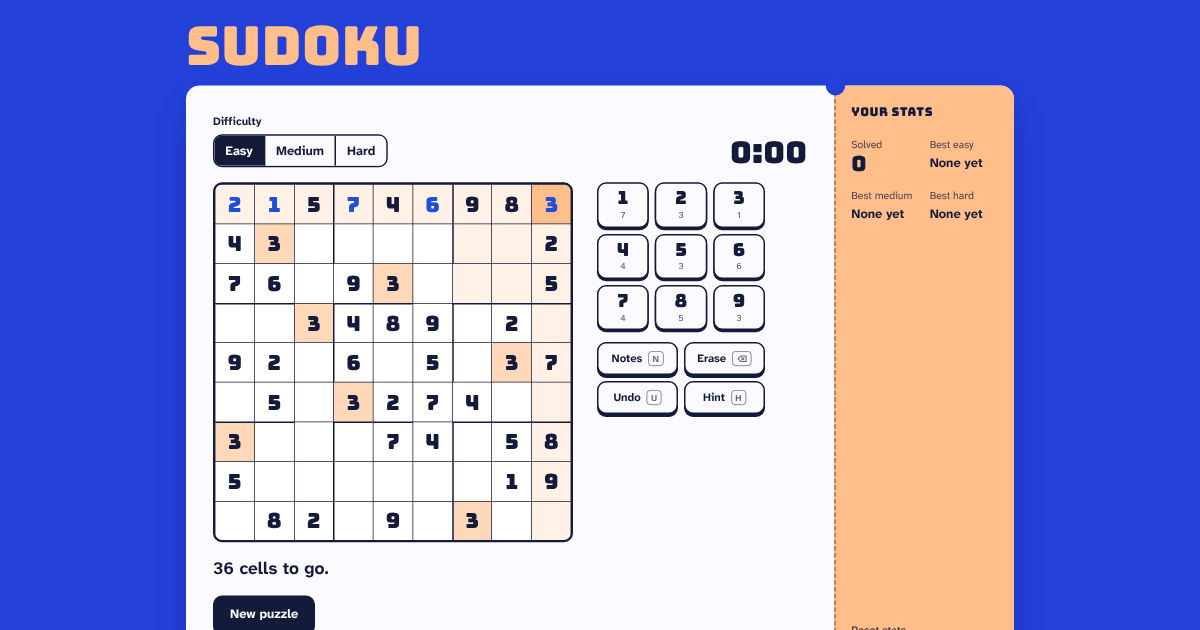 SUDOKU
Difficulty
Easy Medium Hard
0:00
2 1 5 7 4 6 9 8 3
4 3 2
7 6 9 3 5
3 4 8 9 2
9 2 6 5 3 7
5 3 2 7 4
3 7 4 5 8
5 1 9
8 2 9 3
1 2 3
7 3 1
4 5 6
4 3 6
7 8 9
4 5 3
Notes N Erase ⌫
Undo U Hint H
36 cells to go.
New puzzle
YOUR STATS
Solved Best easy
0 None yet
Best medium Best hard
None yet None yet
Reset stats